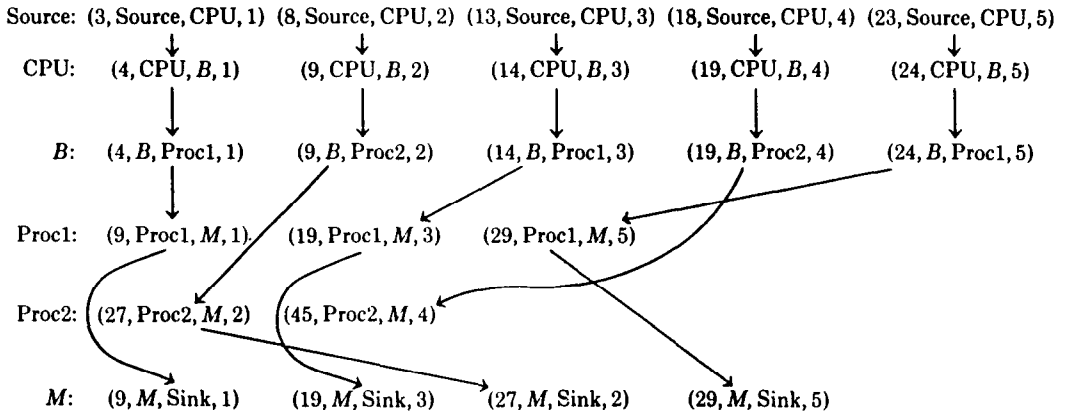 Source: (3, Source, CPU, 1) (8, Source, CPU, 2) (13, Source, CPU, 3) (18, Source, CPU, 4) (23, Source, CPU, 5)
CPU: (4, CPU, B, 1) (9, CPU, B, 2) (14, CPU, B, 3) (19, CPU, B, 4) (24, CPU, B, 5)
B: (4, B, Proc1, 1) (9, B, Proc2, 2) (14, B, Proc1, 3) (19, B, Proc2, 4) (24, B, Proc1, 5)
Proc1: (9, Proc1, M, 1) (19, Proc1, M, 3) (29, Proc1, M, 5)
Proc2: (27, Proc2, M, 2) (45, Proc2, M, 4)
M: (9, M, Sink, 1) (19, M, Sink, 3) (27, M, Sink, 2) (29, M, Sink, 5)